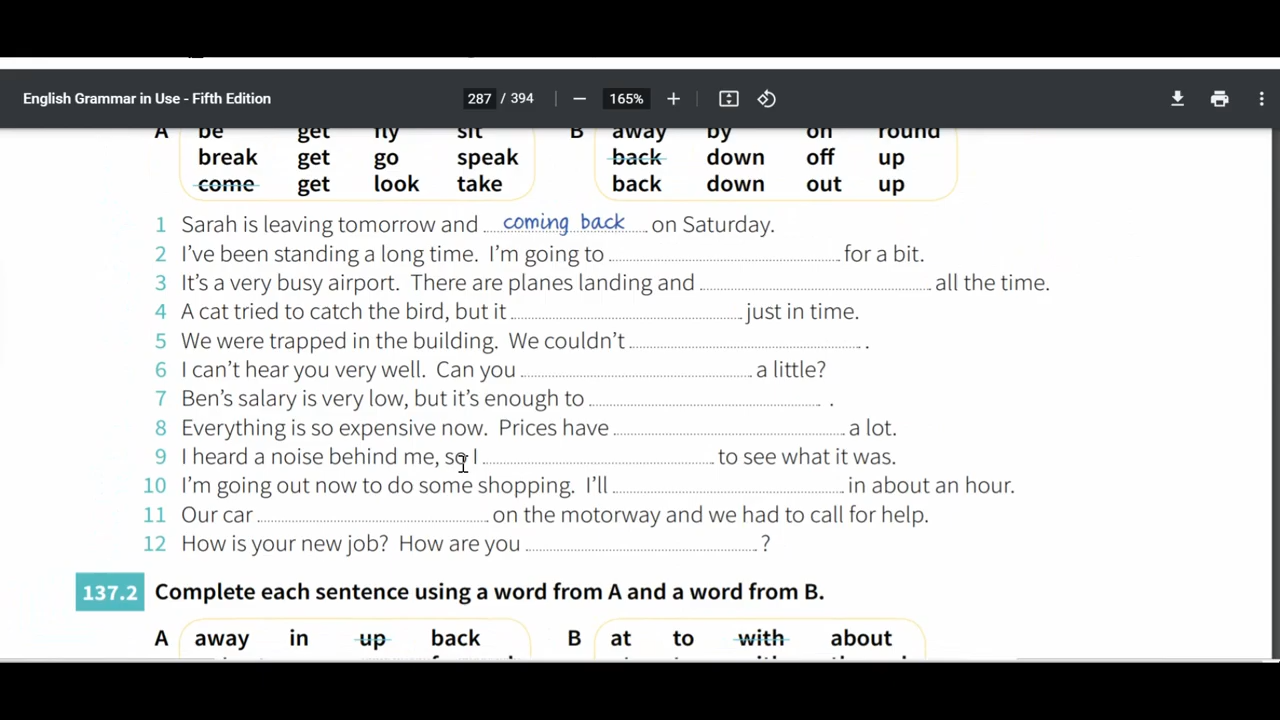 English Grammar in Use - Fifth Edition 287 / 394 165%
A be get fly sit B away by on round
break get go speak back down off up
come get look take back down out up
1 Sarah is leaving tomorrow and coming back on Saturday.
2 I've been standing a long time. I'm going to for a bit.
3 It's a very busy airport. There are planes landing and all the time.
4 A cat tried to catch the bird, but it just in time.
5 We were trapped in the building. We couldn't .
6 I can't hear you very well. Can you a little?
7 Ben's salary is very low, but it's enough to .
8 Everything is so expensive now. Prices have a lot.
9 I heard a noise behind me, so I to see what it was.
10 I'm going out now to do some shopping. I'll in about an hour.
11 Our car on the motorway and we had to call for help.
12 How is your new job? How are you ?
137.2 Complete each sentence using a word from A and a word from B.
A away in up back B at to with about